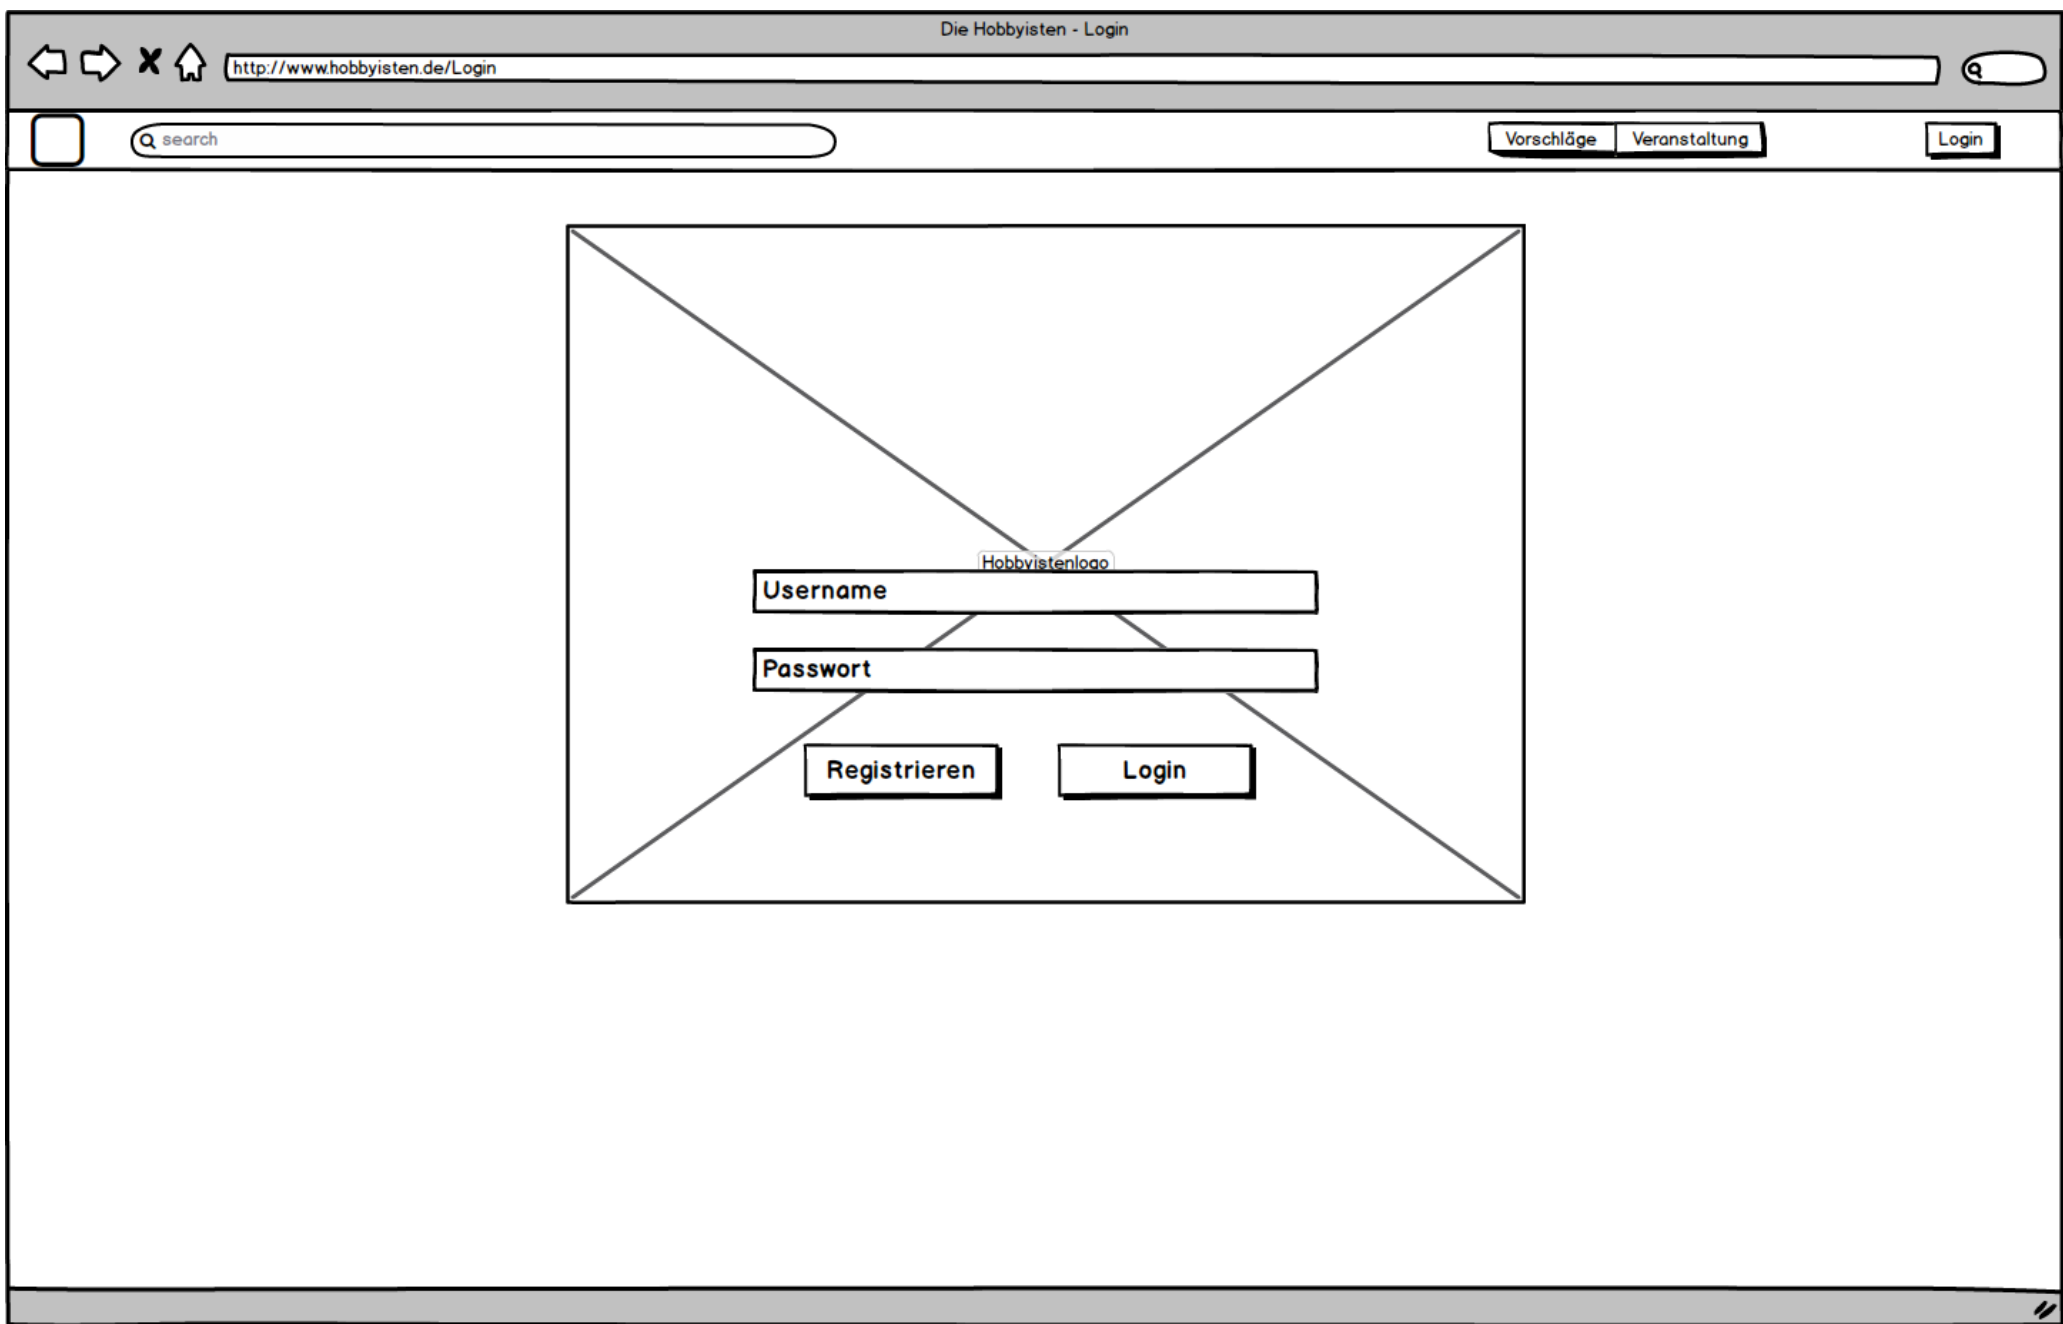 Die Hobbyisten - Login
http://www.hobbyisten.de/Login
search
Vorschläge Veranstaltung Login
Hobbyistenlogo
Username
Passwort
Registrieren Login